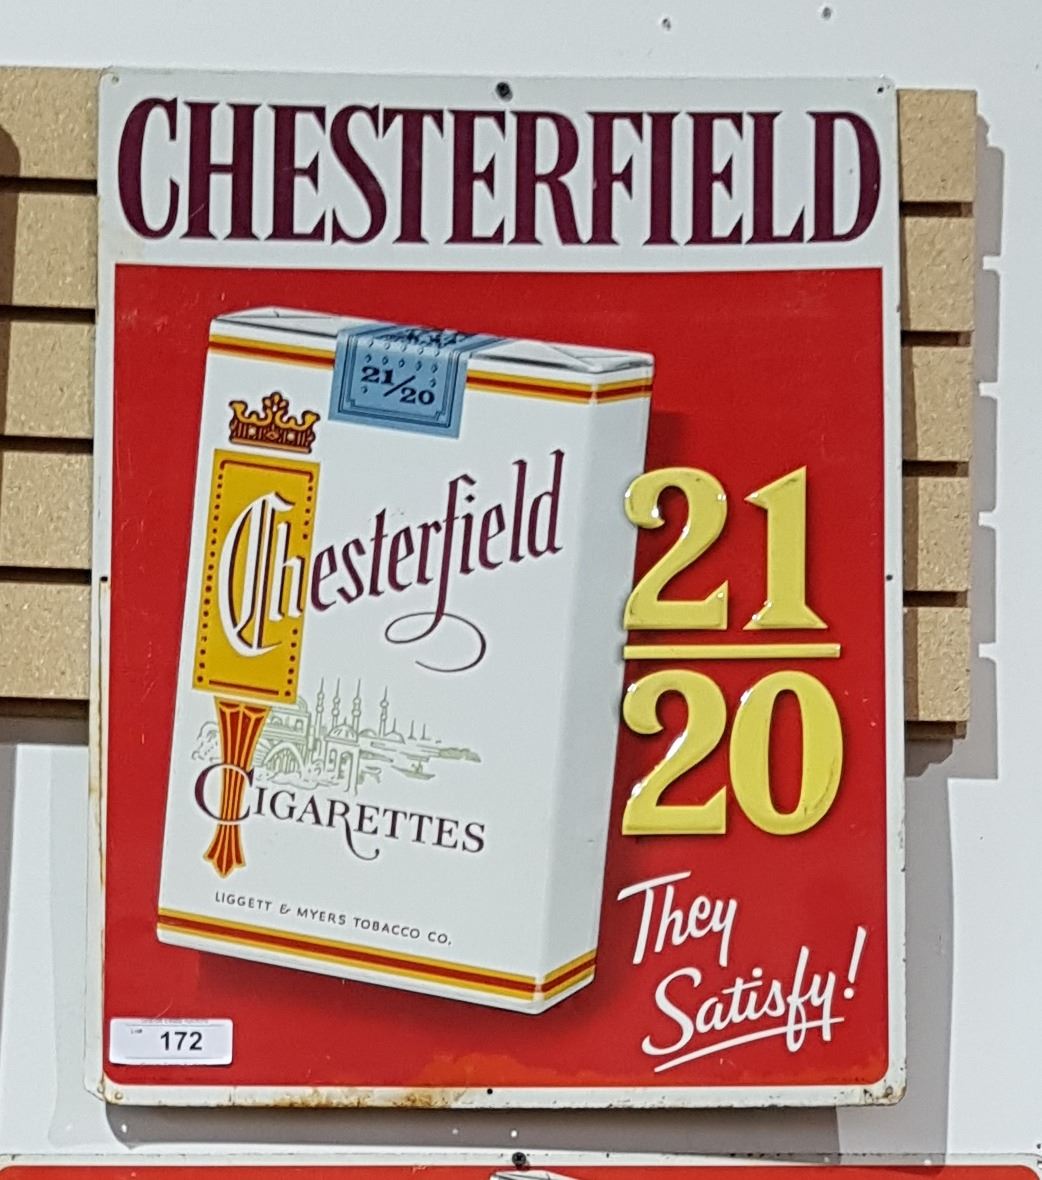 CHESTERFIELD
21/20
Chesterfield
CIGARETTES
LIGGETT & MYERS TOBACCO CO.
21
20
They
Satisfy!
172